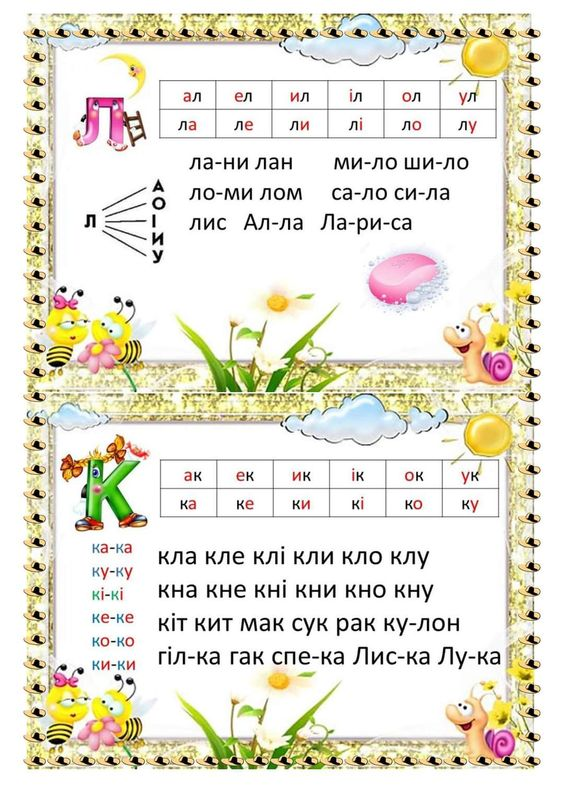 Л
ал ел ил іл ол ул
ла ле ли лі ло лу
ла-ни лан ми-ло ши-ло
ло-ми лом са-ло си-ла
лис Ал-ла Ла-ри-са
Л
А
О
І
И
У
К
ак ек ик ік ок ук
ка ке ки кі ко ку
ка-ка
ку-ку
кі-кі
ке-ке
ко-ко
ки-ки
кла кле клі кли кло клу
кна кне кні кни кно кну
кіт кит мак сук рак ку-лон
гіл-ка гак спе-ка Лис-ка Лу-ка